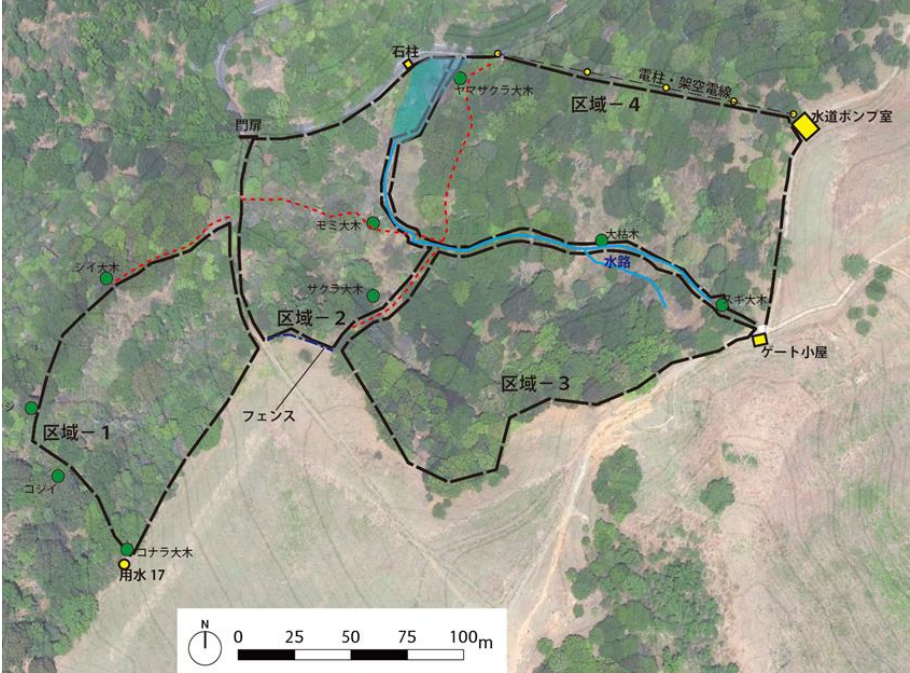 石柱
ヤマサクラ大木
電柱・架空電線
区域－4
水道ポンプ室
門扉
モミ大木
大枯木
シイ大木
水路
サクラ大木
スギ大木
区域－2
ゲート小屋
区域－3
フェンス
シ
区域－1
コジイ
コナラ大木
用水 17
N
0 25 50 75 100m